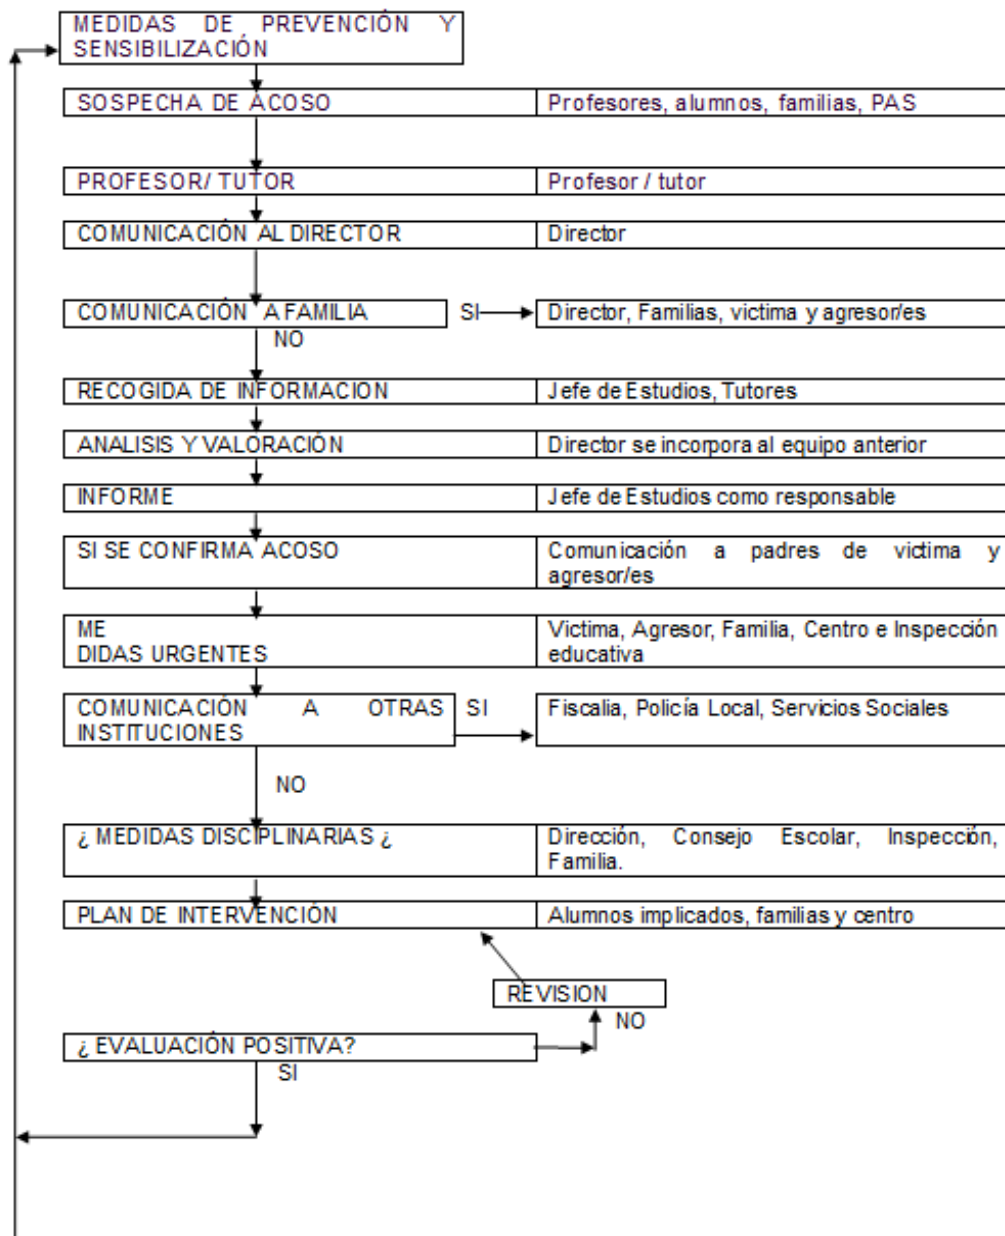 MEDIDAS DE PREVENCIÓN Y
SENSIBILIZACIÓN
SOSPECHA DE ACOSO
Profesores, alumnos, familias, PAS
PROFESOR/ TUTOR
Profesor / tutor
COMUNICACIÓN AL DIRECTOR
Director
COMUNICACIÓN A FAMILIA
SI
Director, Familias, victima y agresor/es
NO
RECOGIDA DE INFORMACION
Jefe de Estudios, Tutores
ANALISIS Y VALORACIÓN
Director se incorpora al equipo anterior
INFORME
Jefe de Estudios como responsable
SI SE CONFIRMA ACOSO
Comunicación a padres de victima y
agresor/es
ME
DIDAS URGENTES
Victima, Agresor, Familia, Centro e Inspección
educativa
COMUNICACIÓN A OTRAS
INSTITUCIONES
SI
Fiscalia, Policía Local, Servicios Sociales
NO
¿ MEDIDAS DISCIPLINARIAS ¿
Dirección, Consejo Escolar, Inspección,
Familia.
PLAN DE INTERVENCIÓN
Alumnos implicados, familias y centro
REVISION
NO
¿ EVALUACIÓN POSITIVA?
SI